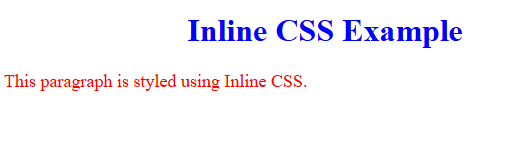 Inline CSS Example
This paragraph is styled using Inline CSS.